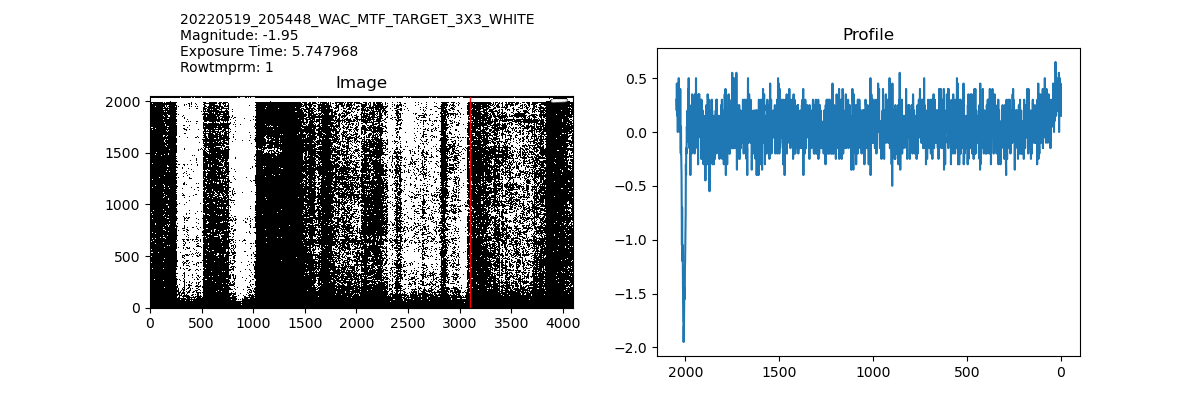 20220519_205448_WAC_MTF_TARGET_3X3_WHITE
Magnitude: -1.95
Exposure Time: 5.747968
Rowtmprm: 1
Image
2000
1500
1000
500
0
0 500 1000 1500 2000 2500 3000 3500 4000
Profile
0.5
0.0
−0.5
−1.0
−1.5
−2.0
2000 1500 1000 500 0